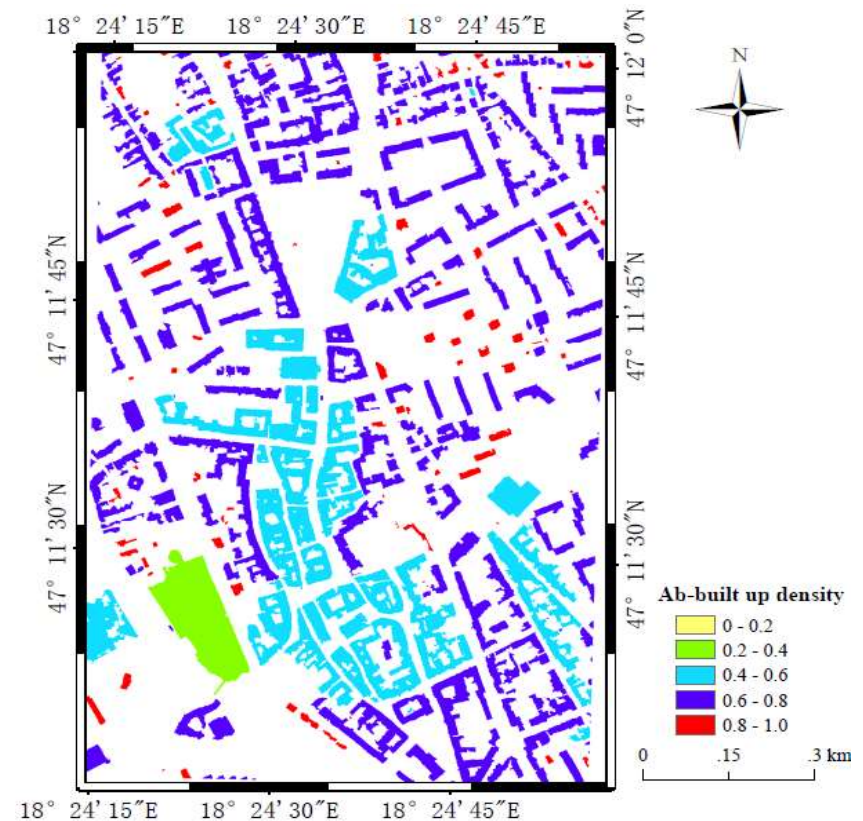 18° 24′ 15″E 18° 24′ 30″E 18° 24′ 45″E
47° 12′ 0″N
N
47° 11′ 45″N
47° 11′ 45″N
47° 11′ 30″N
47° 11′ 30″N
Ab-built up density
0 - 0.2
0.2 - 0.4
0.4 - 0.6
0.6 - 0.8
0.8 - 1.0
0 .15 .3 km
18° 24′ 15″E 18° 24′ 30″E 18° 24′ 45″E